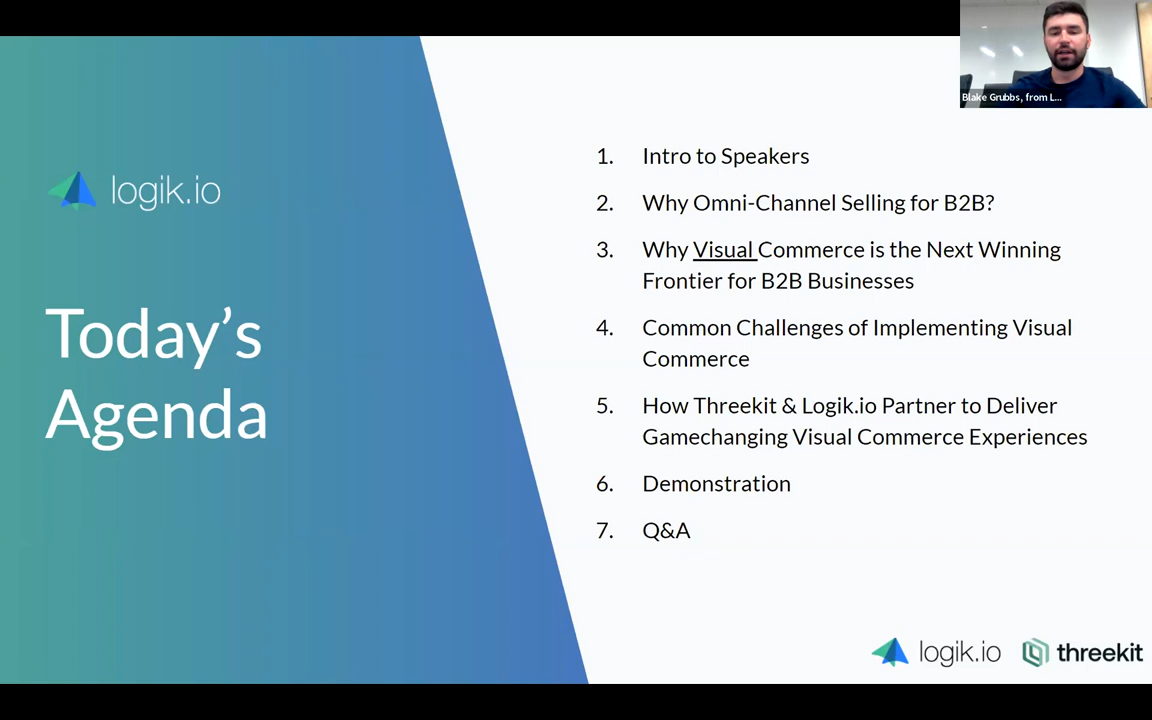 Blake Grubbs, from L...
logik.io
Today's
Agenda
1. Intro to Speakers
2. Why Omni-Channel Selling for B2B?
3. Why Visual Commerce is the Next Winning
Frontier for B2B Businesses
4. Common Challenges of Implementing Visual
Commerce
5. How Threekit & Logik.io Partner to Deliver
Gamechanging Visual Commerce Experiences
6. Demonstration
7. Q&A
logik.io threekit